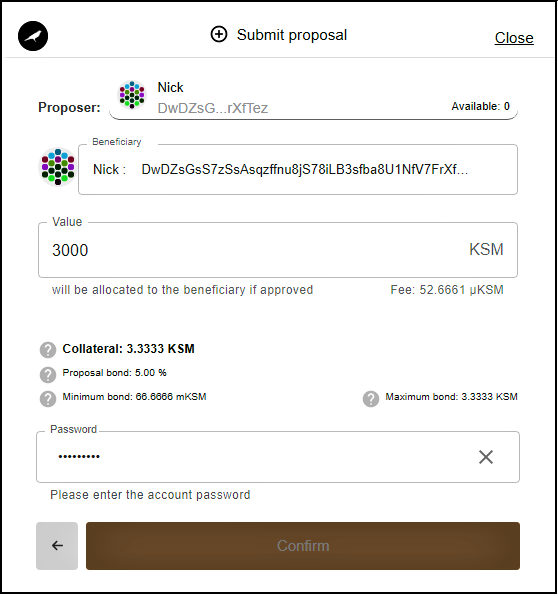 Submit proposal
Close
Proposer:
Nick
DwDZsG...rXfTez
Available: 0
Beneficiary
Nick : DwDZsGsS7zSsAsqzffnu8jS78iLB3sfba8U1NfV7FrXf...
Value
3000
KSM
will be allocated to the beneficiary if approved
Fee: 52.6661 µKSM
Collateral: 3.3333 KSM
Proposal bond: 5.00 %
Minimum bond: 66.6666 mKSM
Maximum bond: 3.3333 KSM
Password
•••••••••
Please enter the account password
Confirm